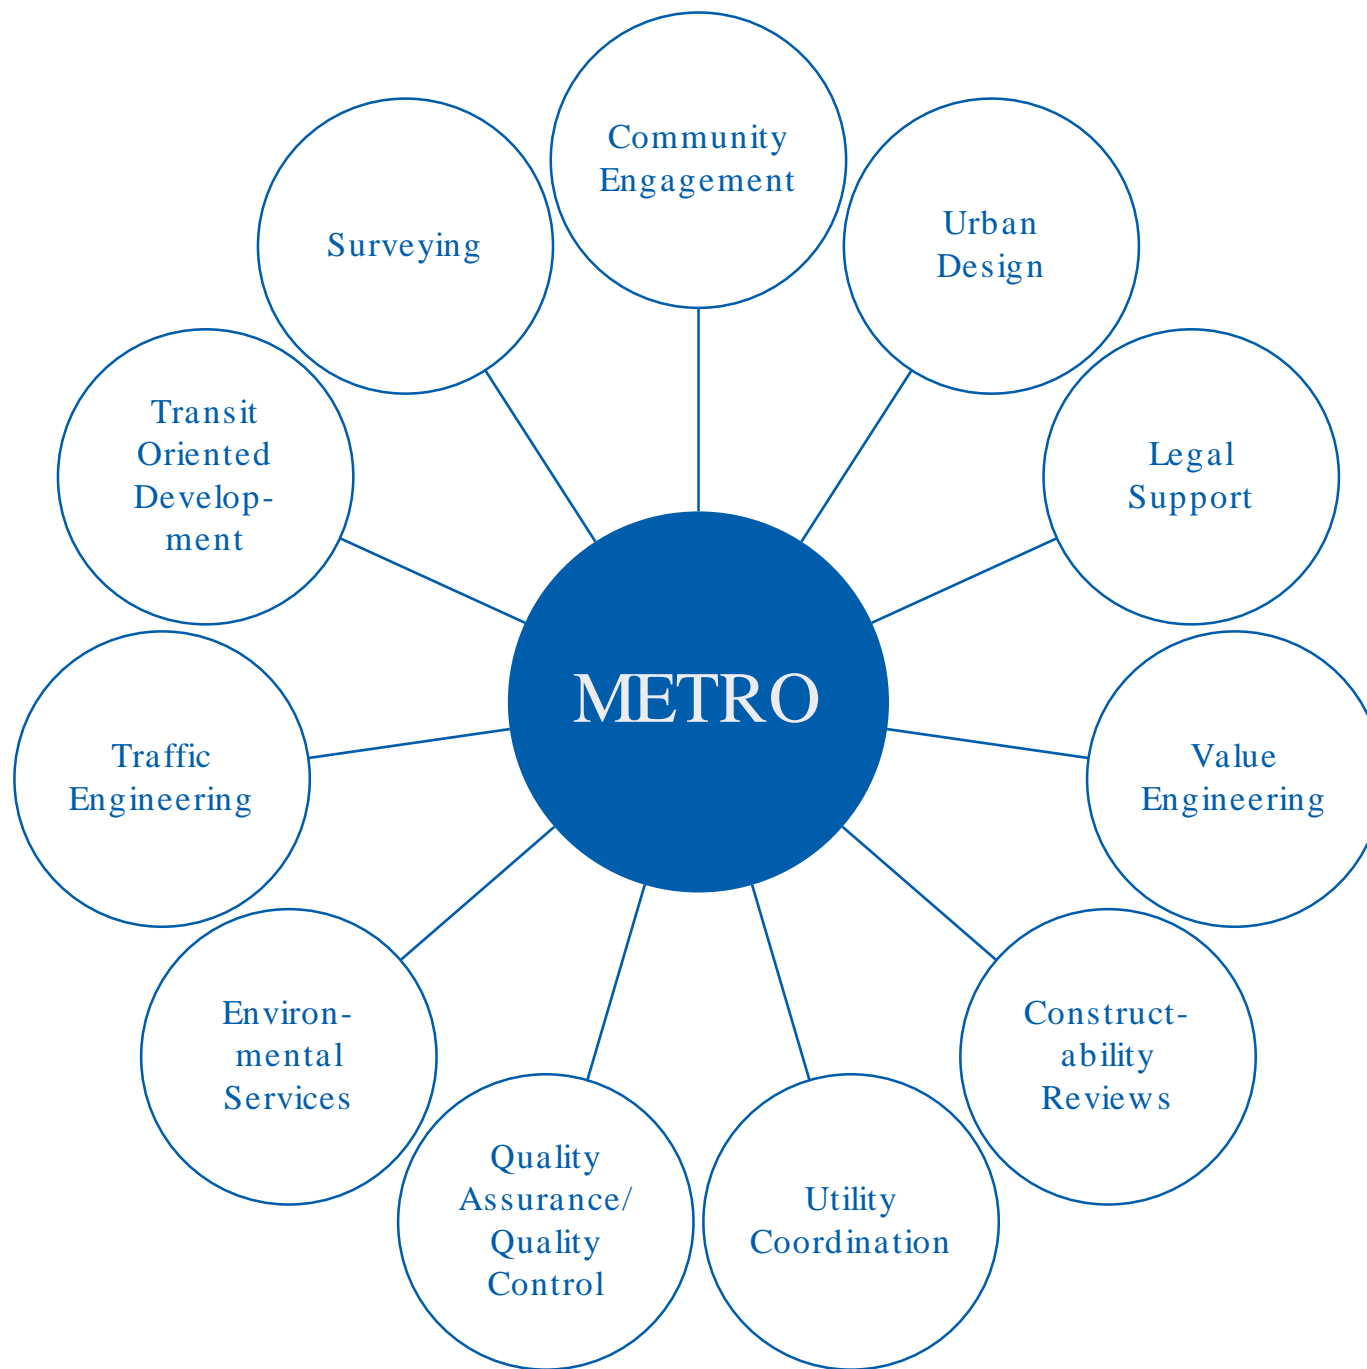 Community
Engagement
Urban
Design
Legal
Support
Value
Engineering
Construct-
ability
Reviews
Utility
Coordination
Quality
Assurance/
Quality
Control
Environ-
mental
Services
Traffic
Engineering
Transit
Oriented
Develop-
ment
Surveying
METRO